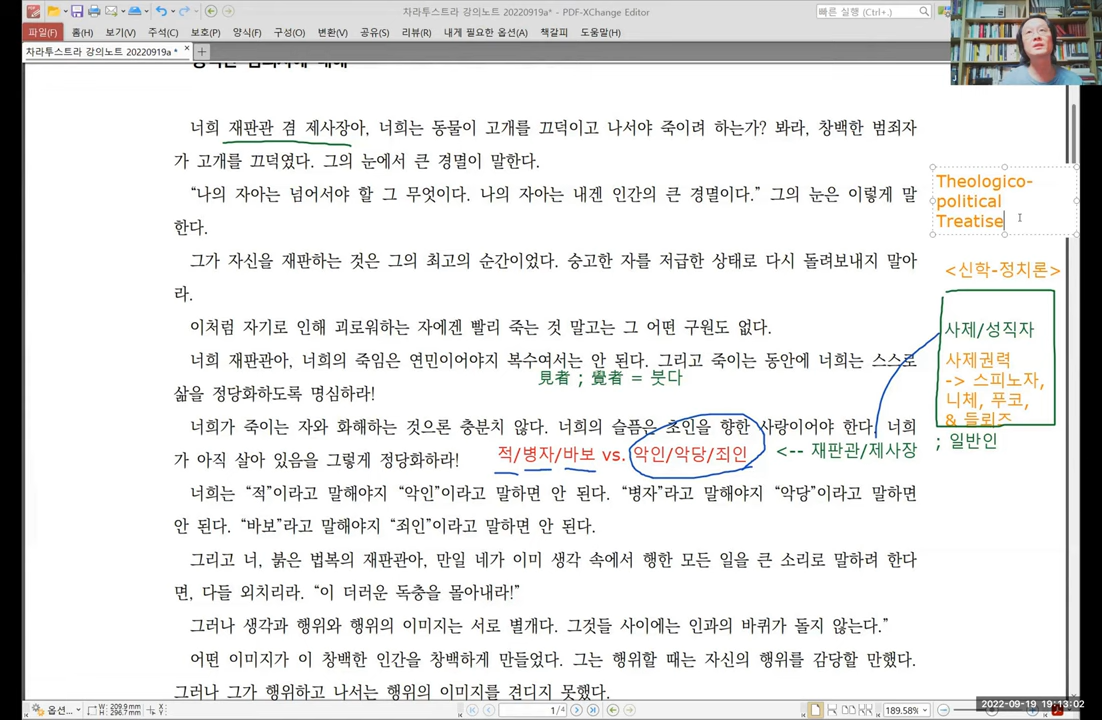 차라투스트라 강의노트 20220919a* - PDF-XChange Editor
빠른 실행 (Ctrl+.)
파일(F) 홈(H) 보기(V) 주석(C) 보호(P) 양식(F) 구성(O) 변환(V) 공유(S) 리뷰(R) 내게 필요한 옵션(A) 책갈피 도움말(H)
차라투스트라 강의노트 20220919a *
너희 재판관 겸 제사장아, 너희는 동물이 고개를 끄덕이고 나서야 죽이려 하는가? 봐라, 창백한 범죄자
가 고개를 끄덕였다. 그의 눈에서 큰 경멸이 말한다.
“나의 자아는 넘어서야 할 그 무엇이다. 나의 자아는 내겐 인간의 큰 경멸이다.” 그의 눈은 이렇게 말
한다.
그가 자신을 재판하는 것은 그의 최고의 순간이었다. 숭고한 자를 저급한 상태로 다시 돌려보내지 말아
라.
이처럼 자기로 인해 괴로워하는 자에겐 빨리 죽는 것 말고는 그 어떤 구원도 없다.
너희 재판관아, 너희의 죽임은 연민이어야지 복수여서는 안 된다. 그리고 죽이는 동안에 너희는 스스로
見者 ; 覺者 = 붓다
삶을 정당화하도록 명심하라!
너희가 죽이는 자와 화해하는 것으론 충분치 않다. 너희의 슬픔은 초인을 향한 사랑이어야 한다. 너희
가 아직 살아 있음을 그렇게 정당화하라!
적/병자/바보 vs. 악인/악당/죄인
<-- 재판관/제사장
너희는 “적”이라고 말해야지 “악인”이라고 말하면 안 된다. “병자”라고 말해야지 “악당”이라고 말하면
안 된다. “바보”라고 말해야지 “죄인”이라고 말하면 안 된다.
그리고 너, 붉은 법복의 재판관아, 만일 네가 이미 생각 속에서 행한 모든 일을 큰 소리로 말하려 한다
면, 다들 외치리라. “이 더러운 독충을 몰아내라!”
그러나 생각과 행위와 행위의 이미지는 서로 별개다. 그것들 사이에는 인과의 바퀴가 돌지 않는다.”
어떤 이미지가 이 창백한 인간을 창백하게 만들었다. 그는 행위할 때는 자신의 행위를 감당할 만했다.
그러나 그가 행위하고 나서는 행위의 이미지를 견디지 못했다.
Theologico-
political
Treatise
<신학-정치론>
사제/성직자
사제권력
-> 스피노자,
니체, 푸코,
& 들뢰즈
; 일반인
옵션...
209.9mm
296.7mm
X:
Y:
1/4
189.58%
2022-09-19 19:13:02